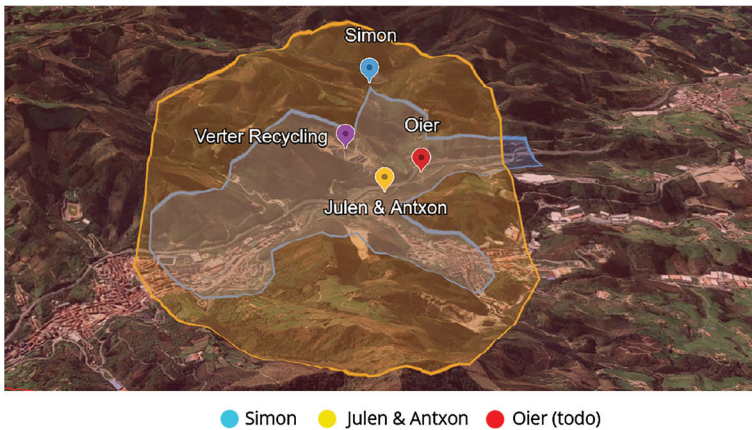 Simon
Verter Recycling
Oier
Julen & Antxon
Simon
Julen & Antxon
Oier (todo)